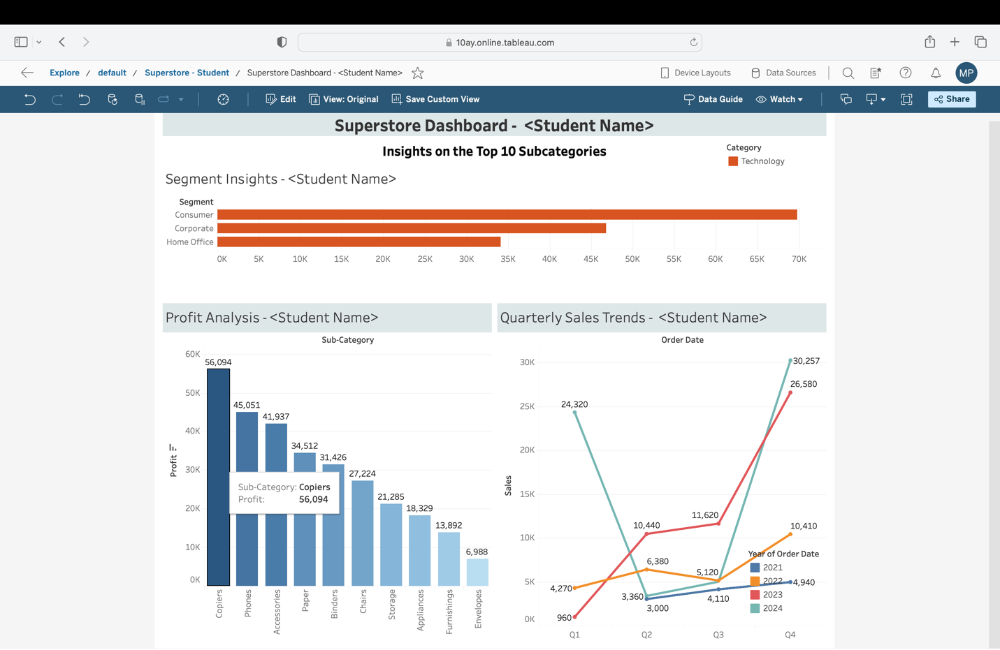 10ay.online.tableau.com
Explore / default / Superstore - Student / Superstore Dashboard - <Student Name>
Device Layouts
Data Sources
MP
Edit
View: Original
Save Custom View
Data Guide
Watch
Share
Superstore Dashboard - <Student Name>
Insights on the Top 10 Subcategories
Category
Technology
Segment Insights - <Student Name>
Segment
Consumer
Corporate
Home Office
0K 5K 10K 15K 20K 25K 30K 35K 40K 45K 50K 55K 60K 65K 70K
Profit Analysis - <Student Name>
Sub-Category
60K
50K
40K
30K
20K
10K
0K
Profit
56,094
45,051
41,937
34,512
31,426
27,224
21,285
18,329
13,892
6,988
Sub-Category: Copiers
Profit: 56,094
Copiers
Phones
Accessories
Paper
Binders
Chairs
Storage
Appliances
Furnishings
Envelopes
Quarterly Sales Trends - <Student Name>
Order Date
30K
25K
20K
15K
10K
5K
0K
Sales
30,257
26,580
24,320
11,620
10,440
10,410
6,380
5,120
4,270
4,940
3,360
4,110
3,000
960
Year of Order Date
2021
2022
2023
2024
Q1 Q2 Q3 Q4